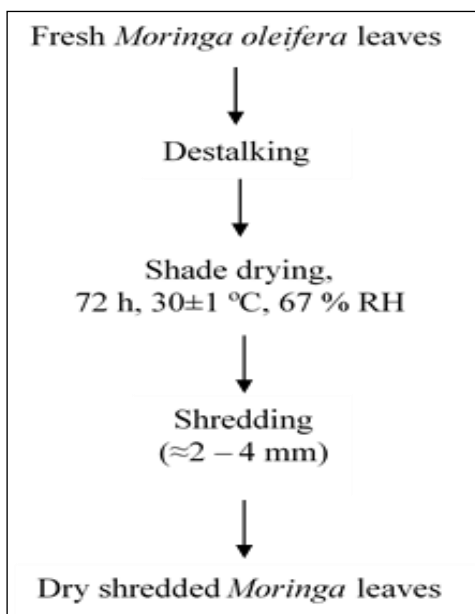 Fresh Moringa oleifera leaves
Destalking
Shade drying,
72 h, 30±1 ºC, 67 % RH
Shredding
(≈2 – 4 mm)
Dry shredded Moringa leaves